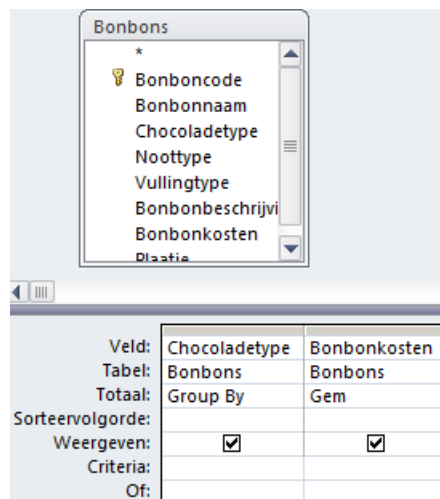 Bonbons
*
Bonboncode
Bonbonnaam
Chocoladetype
Noottype
Vullingtype
Bonbonbeschrijvi
Bonbonkosten
Plaatje
Veld: Chocoladetype Bonbonkosten
Tabel: Bonbons Bonbons
Totaal: Group By Gem
Sorteervolgorde:
Weergeven:
Criteria:
Of: